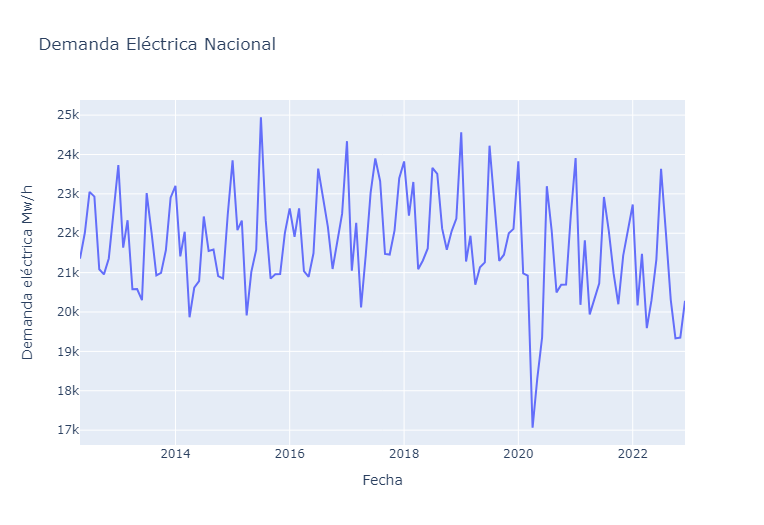 Demanda Eléctrica Nacional
25k
24k
23k
22k
21k
20k
19k
18k
17k
Demanda eléctrica Mw/h
2014
2016
2018
2020
2022
Fecha